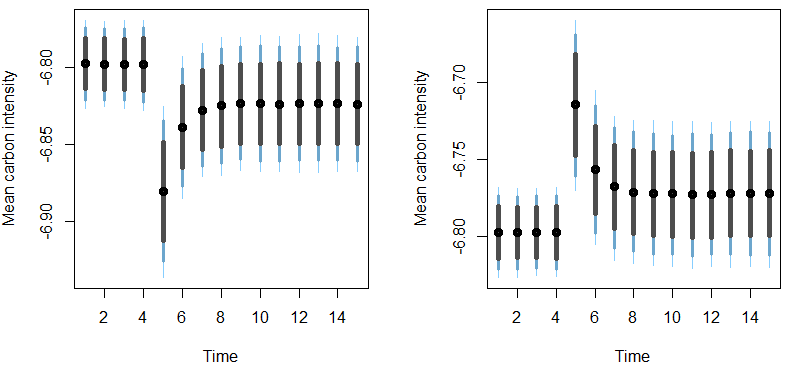 Mean carbon intensity
-6.80
-6.85
-6.90
2 4 6 8 10 12 14
Time
Mean carbon intensity
-6.70
-6.75
-6.80
2 4 6 8 10 12 14
Time